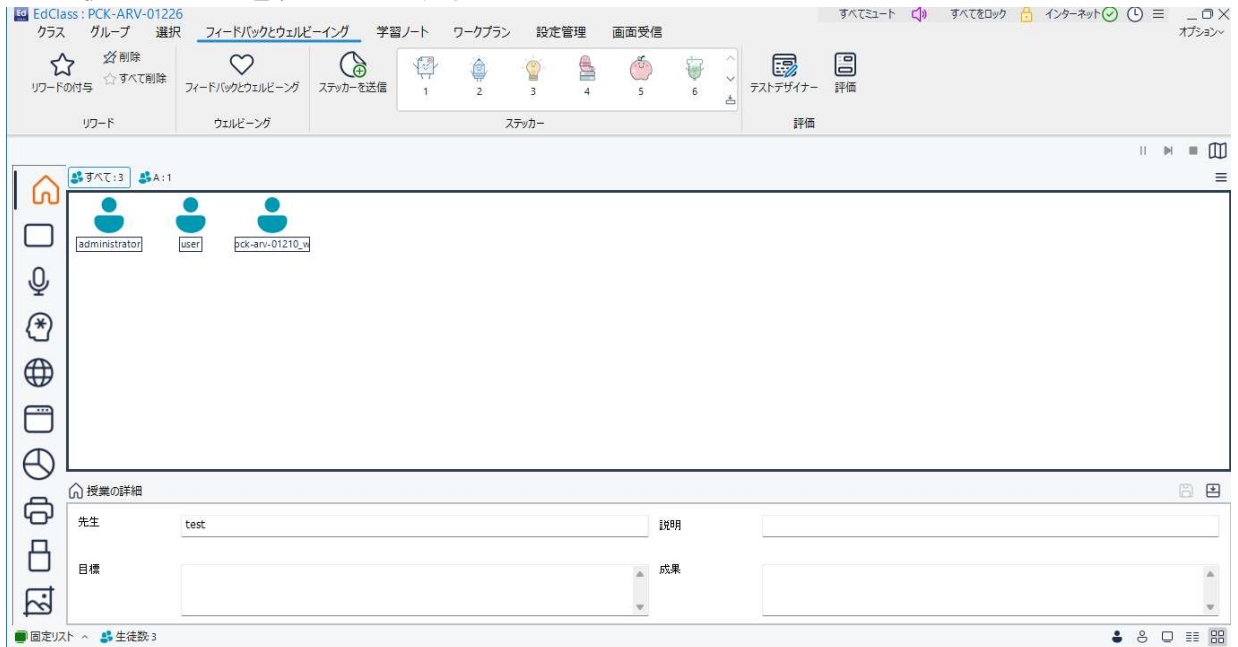 EdClass : PCK-ARV-01226 すべてミュート すべてをロック インターネット
クラス グループ 選択 フィードバックとウェルビーイング 学習ノート ワークプラン 設定管理 画面受信 オプション
削除
すべて削除
リワードの付与 フィードバックとウェルビーング ステッカーを送信 1 2 3 4 5 6 テストデザイナー 評価
リワード ウェルビーング ステッカー 評価
すべて:3 A:1
administrator user pck-arv-01210_w
授業の詳細
先生 test 説明
目標 成果
固定リスト 生徒数:3